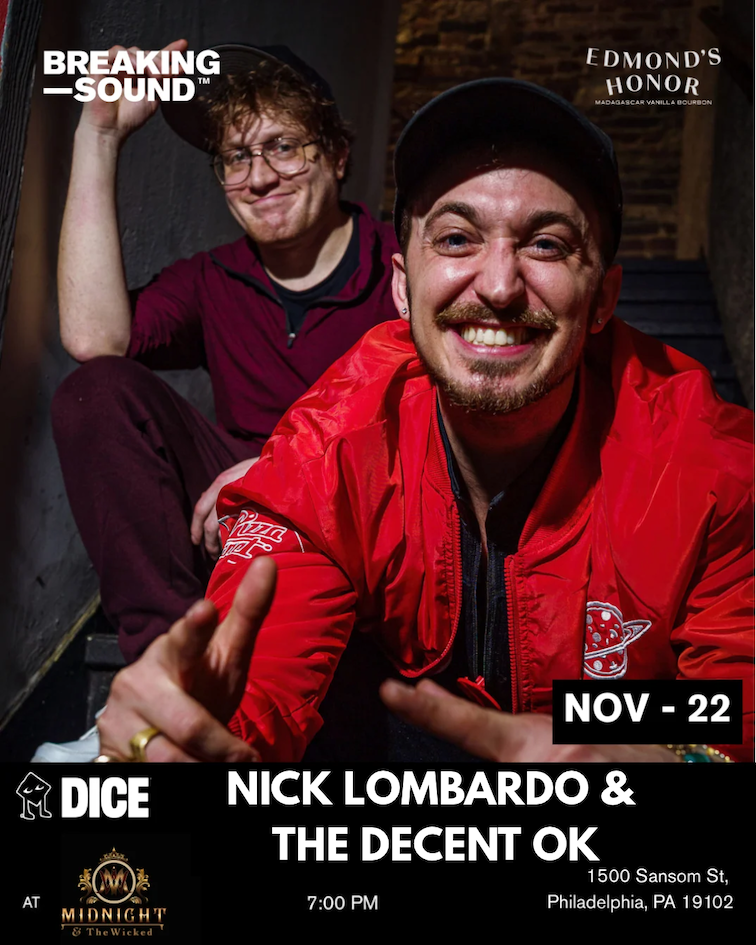 BREAKING
—SOUND™
EDMOND'S
HONOR
MADAGASCAR VANILLA BOURBON
NOV - 22
DICE
NICK LOMBARDO &
THE DECENT OK
AT
MIDNIGHT
& The Wicked
7:00 PM
1500 Sansom St,
Philadelphia, PA 19102